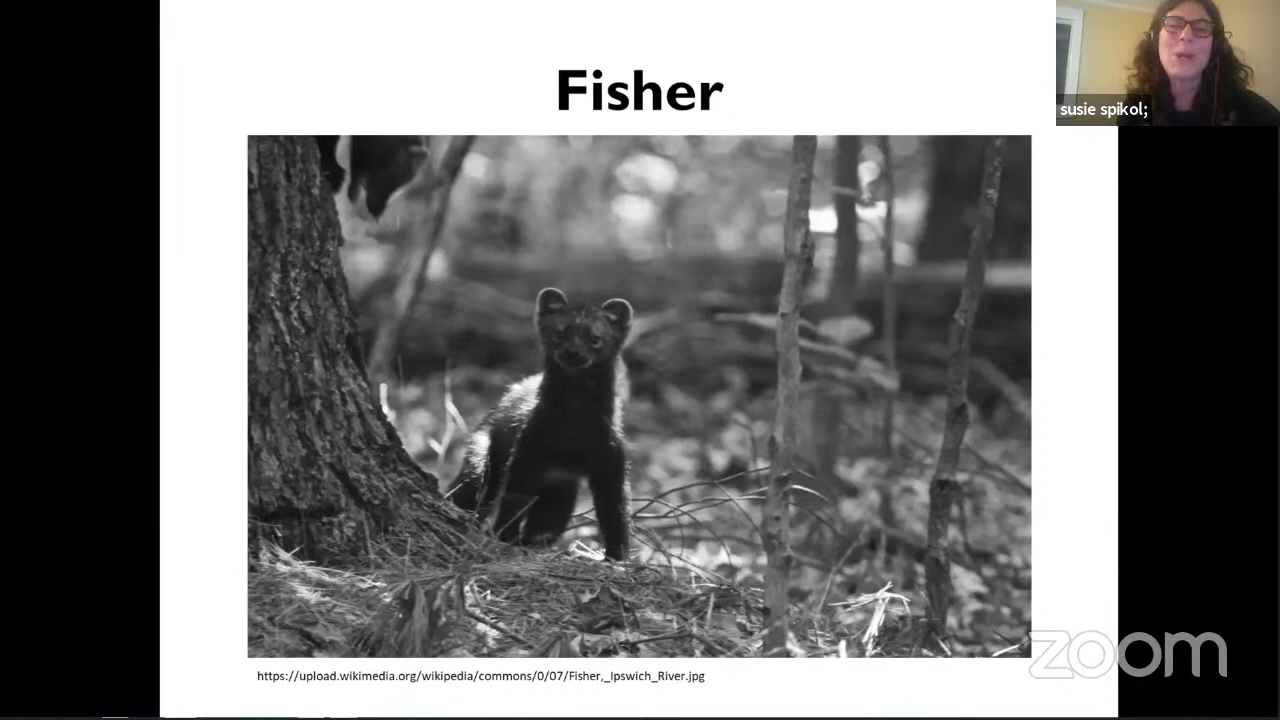 Fisher
susie spikol;
https://upload.wikimedia.org/wikipedia/commons/0/07/Fisher,_Ipswich_River.jpg
zoom